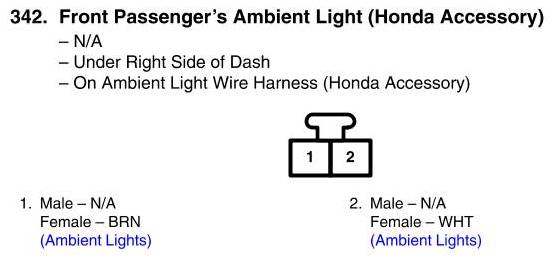 342. Front Passenger's Ambient Light (Honda Accessory)
– N/A
– Under Right Side of Dash
– On Ambient Light Wire Harness (Honda Accessory)
1 2
1. Male – N/A
Female – BRN
(Ambient Lights)
2. Male – N/A
Female – WHT
(Ambient Lights)